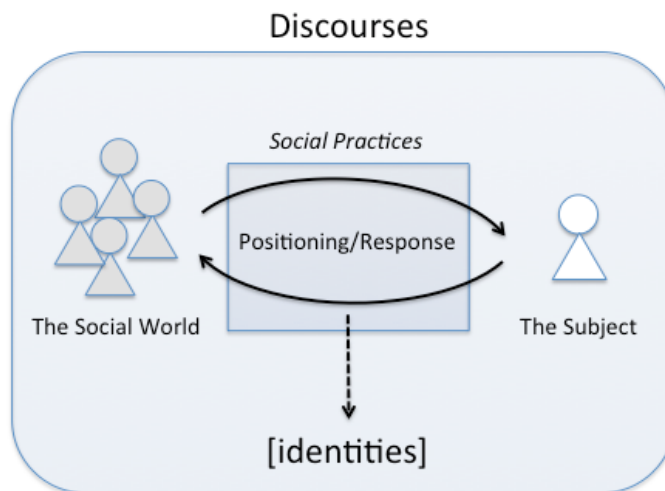 Discourses
Social Practices
Positioning/Response
The Social World
The Subject
[identities]